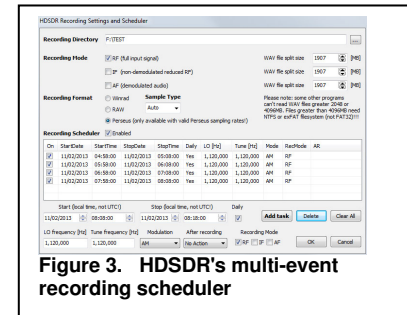 HDSDR Recording Settings and Scheduler
Recording Directory F:\TEST ...
Recording Mode RF (full input signal) WAV file split size 1907 [MB]
IF (non-demodulated reduced RF) WAV file split size 1907 [MB]
AF (demodulated audio) WAV file split size 1907 [MB]
Recording Format Winrad Sample Type Please note: some other programs
RAW Auto can't read WAV files greater 2048 or
4096MB. Files greater than 4096MB need
Perseus (only available with valid Perseus sampling rates!) NTFS or exFAT filesystem (not FAT32)!!!
Recording Scheduler Enabled
On StartDate StartTime StopDate StopTime Daily LO [Hz] Tune [Hz] Mode RecMode AR
11/02/2013 04:58:00 11/02/2013 05:08:00 Yes 1,120,000 1,120,000 AM RF
11/02/2013 05:58:00 11/02/2013 06:08:00 Yes 1,120,000 1,120,000 AM RF
11/02/2013 06:58:00 11/02/2013 07:08:00 Yes 1,120,000 1,120,000 AM RF
11/02/2013 07:58:00 11/02/2013 08:08:00 Yes 1,120,000 1,120,000 AM RF
Start (local time, not UTC!) Stop (local time, not UTC!) Daily
11/02/2013 08:08:00 11/02/2013 08:18:00 Add task Delete Clear All
LO frequency [Hz] Tune frequency [Hz] Modulation After recording Recording Mode
1,120,000 1,120,000 AM No Action RF IF AF OK Cancel
Figure 3. HDSDR's multi-event
recording scheduler